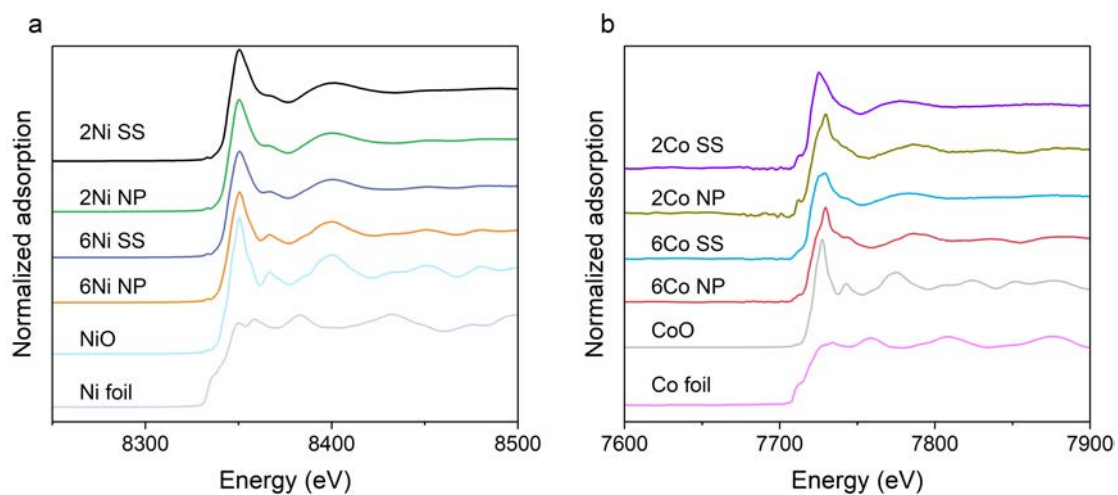 a
Normalized adsorption
2Ni SS
2Ni NP
6Ni SS
6Ni NP
NiO
Ni foil
8300
8400
8500
Energy (eV)
b
Normalized adsorption
2Co SS
2Co NP
6Co SS
6Co NP
CoO
Co foil
7600
7700
7800
7900
Energy (eV)